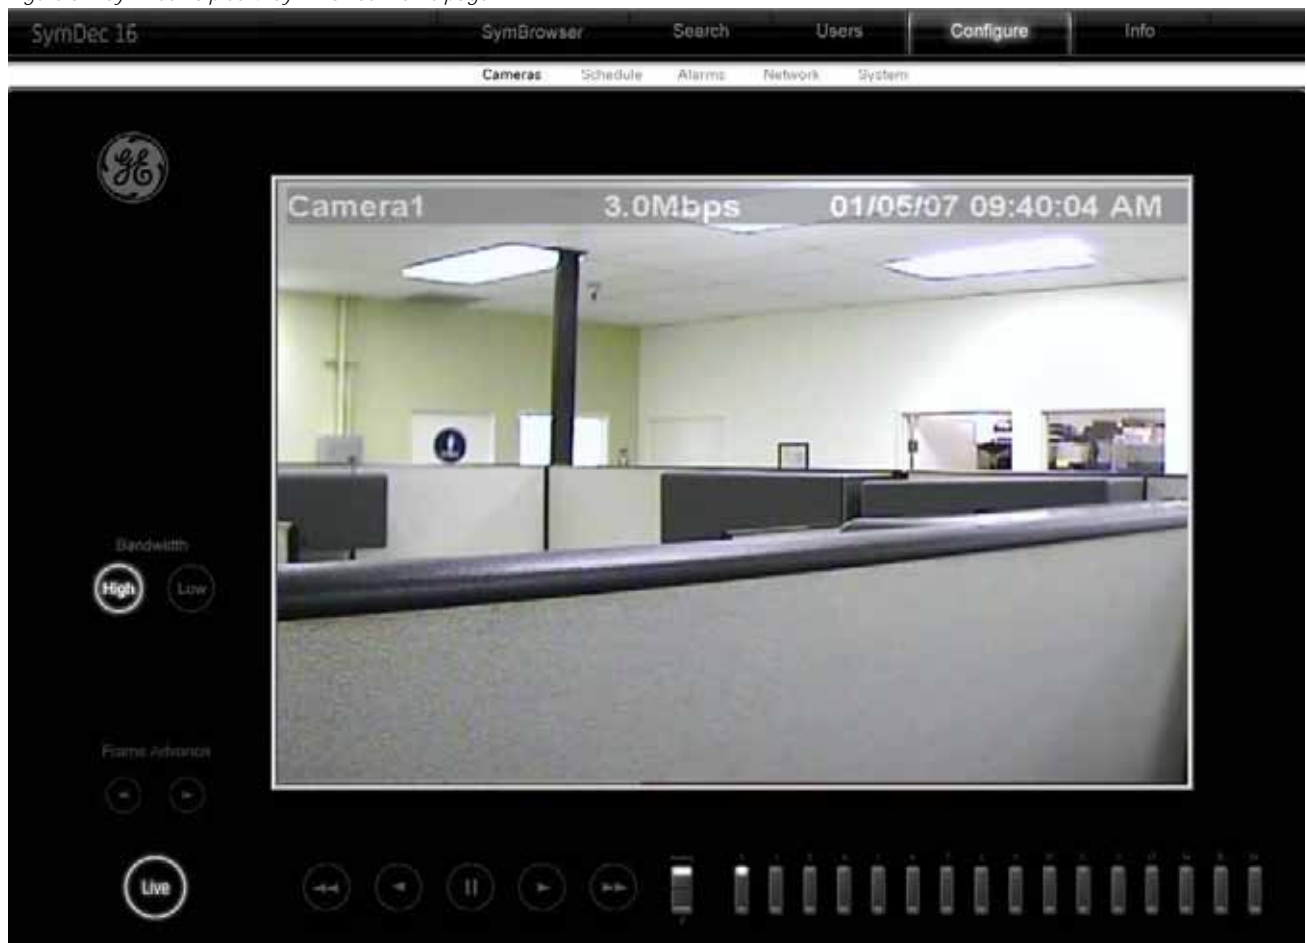 SymDec 16
SymBrowser Search Users Configure Info
Cameras Schedule Alarms Network System
GE
Camera1 3.0Mbps 01/05/07 09:40:04 AM
Bandwidth
High Low
Frame Advance
Live